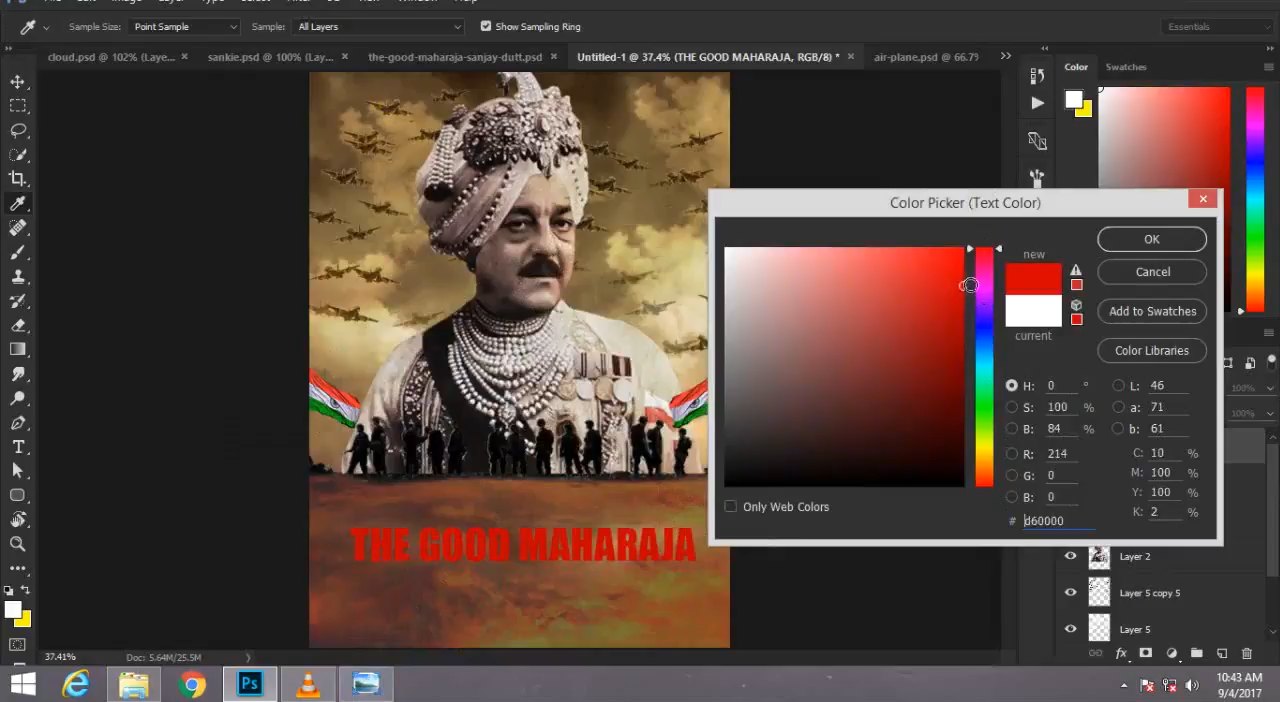 Sample Size: Point Sample Sample: All Layers Show Sampling Ring Essentials
cloud.psd @ 102% (Laye... × sankie.psd @ 100% (Lay... × the-good-maharaja-sanjay-dutt.psd × Untitled-1 @ 37.4% (THE GOOD MAHARAJA, RGB/8) * × air-plane.psd @ 66.7%
Color Swatches
Color Picker (Text Color)
new
current
OK
Cancel
Add to Swatches
Color Libraries
H: 0 °
S: 100 %
B: 84 %
R: 214
G: 0
B: 0
# d60000
L: 46
a: 71
b: 61
C: 10 %
M: 100 %
Y: 100 %
K: 2 %
Only Web Colors
THE GOOD MAHARAJA
100%
100%
Layer 2
Layer 5 copy 5
Layer 5
fx
37.41% Doc: 5.64M/25.5M
Ps
10:43 AM
9/4/2017